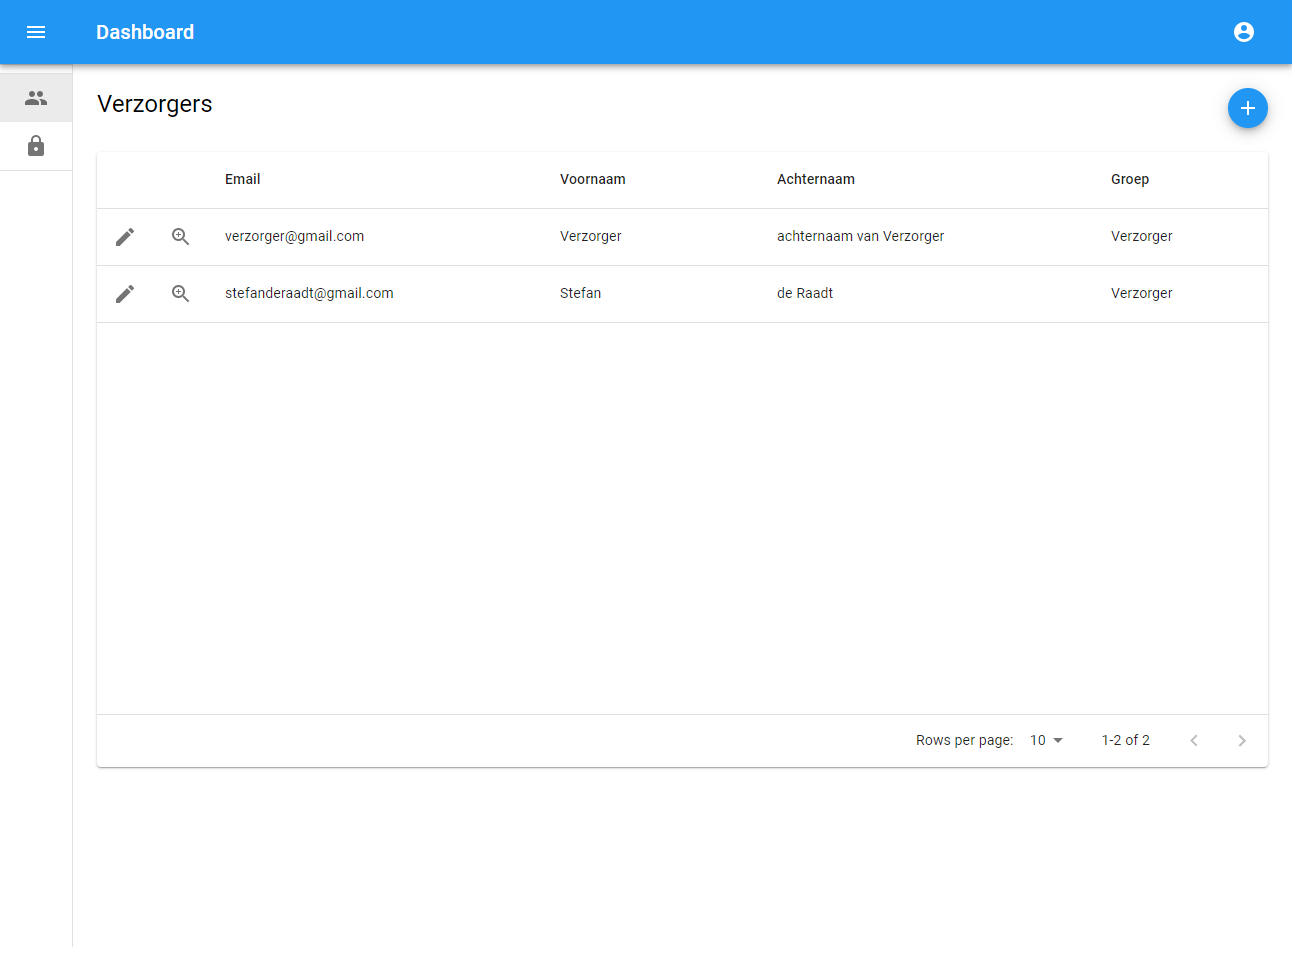 Dashboard
Verzorgers
Email Voornaam Achternaam Groep
verzorger@gmail.com Verzorger achternaam van Verzorger Verzorger
stefanderaadt@gmail.com Stefan de Raadt Verzorger
Rows per page: 10 1-2 of 2